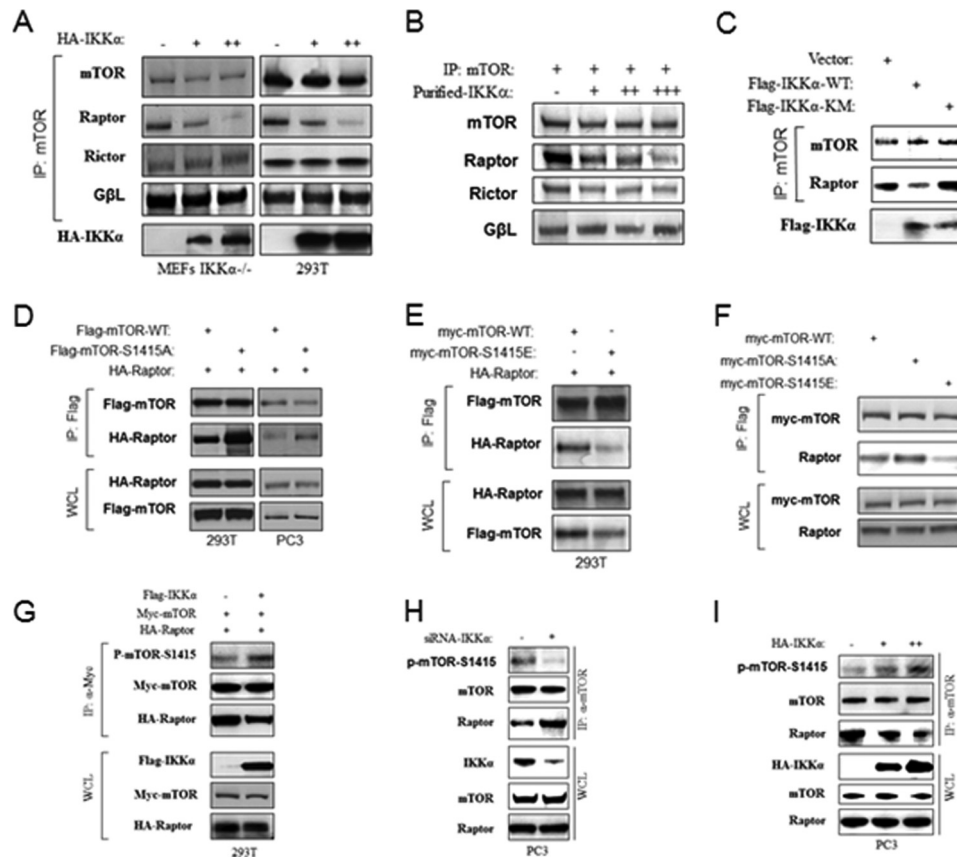 A
HA-IKKα: - + ++ - + ++
IP: mTOR
mTOR
Raptor
Rictor
GβL
HA-IKKα
MEFs IKKα-/- 293T
B
IP: mTOR: + + + +
Purified-IKKα: - + ++ +++
mTOR
Raptor
Rictor
GβL
C
Vector: +
Flag-IKKα-WT: +
Flag-IKKα-KM: +
IP: mTOR
mTOR
Raptor
Flag-IKKα
D
Flag-mTOR-WT: + +
Flag-mTOR-S1415A: + +
HA-Raptor: + + + +
IP: Flag
Flag-mTOR
HA-Raptor
WCL
HA-Raptor
Flag-mTOR
293T PC3
E
myc-mTOR-WT: + -
myc-mTOR-S1415E: - +
HA-Raptor: + +
IP: Flag
Flag-mTOR
HA-Raptor
WCL
HA-Raptor
Flag-mTOR
293T
F
myc-mTOR-WT: +
myc-mTOR-S1415A: +
myc-mTOR-S1415E: +
IP: Flag
myc-mTOR
Raptor
WCL
myc-mTOR
Raptor
G
Flag-IKKα - +
Myc-mTOR + +
HA-Raptor + +
IP: α-Myc
P-mTOR-S1415
Myc-mTOR
HA-Raptor
WCL
Flag-IKKα
Myc-mTOR
HA-Raptor
293T
H
siRNA-IKKα: - +
p-mTOR-S1415
mTOR
Raptor
IP: α-mTOR
IKKα
mTOR
Raptor
WCL
PC3
I
HA-IKKα: - + ++
p-mTOR-S1415
mTOR
Raptor
IP: α-mTOR
HA-IKKα
mTOR
Raptor
WCL
PC3